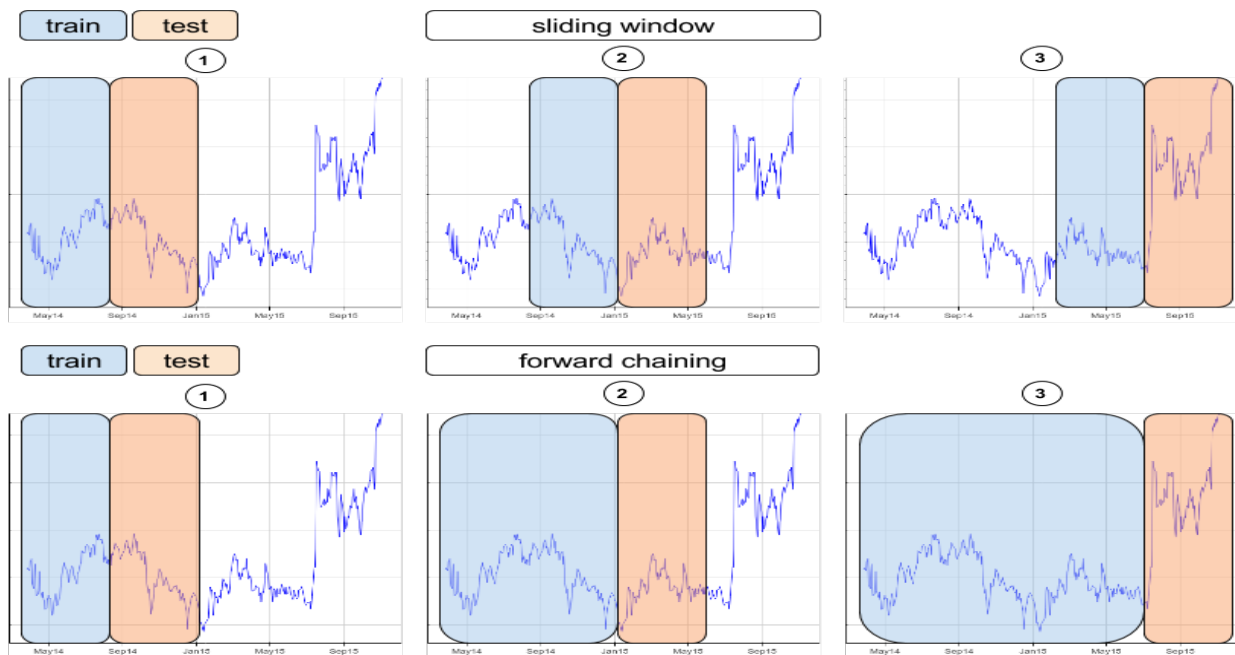 train test sliding window
1 2 3
May14 Sep14 Jan15 May15 Sep15 May14 Sep14 Jan15 May15 Sep15 May14 Sep14 Jan15 May15 Sep15
train test forward chaining
1 2 3
May14 Sep14 Jan15 May15 Sep15 May14 Sep14 Jan15 May15 Sep15 May14 Sep14 Jan15 May15 Sep15